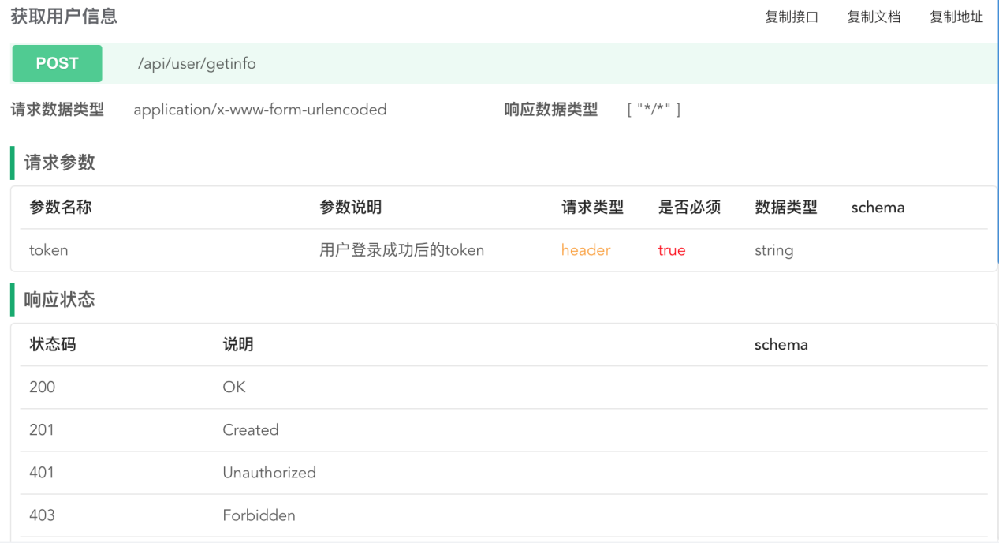 获取用户信息 复制接口 复制文档 复制地址
POST /api/user/getinfo
请求数据类型 application/x-www-form-urlencoded 响应数据类型 [ "*/*" ]
请求参数
参数名称 参数说明 请求类型 是否必须 数据类型 schema
token 用户登录成功后的token header true string
响应状态
状态码 说明 schema
200 OK
201 Created
401 Unauthorized
403 Forbidden